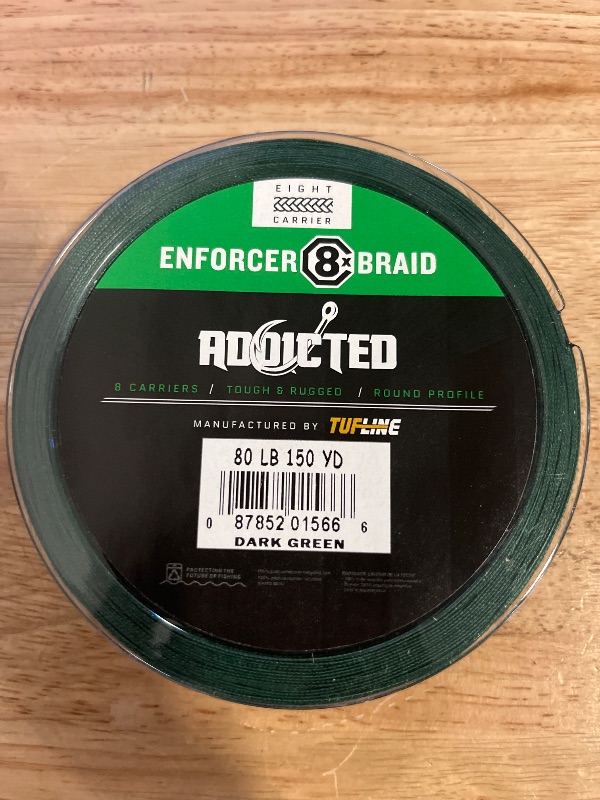 EIGHT
CARRIER
ENFORCER 8X BRAID
ADDICTED
8 CARRIERS / TOUGH & RUGGED / ROUND PROFILE
MANUFACTURED BY TUFLINE
80 LB 150 YD
0 87852 01566 6
DARK GREEN
PROTECTING THE
FUTURE OF FISHING